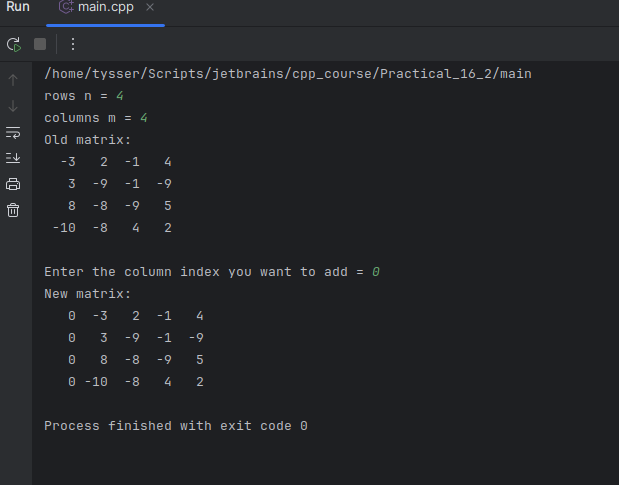 Run main.cpp
/home/tysser/Scripts/jetbrains/cpp_course/Practical_16_2/main
rows n = 4
columns m = 4
Old matrix:
-3 2 -1 4
3 -9 -1 -9
8 -8 -9 5
-10 -8 4 2
Enter the column index you want to add = 0
New matrix:
0 -3 2 -1 4
0 3 -9 -1 -9
0 8 -8 -9 5
0 -10 -8 4 2
Process finished with exit code 0